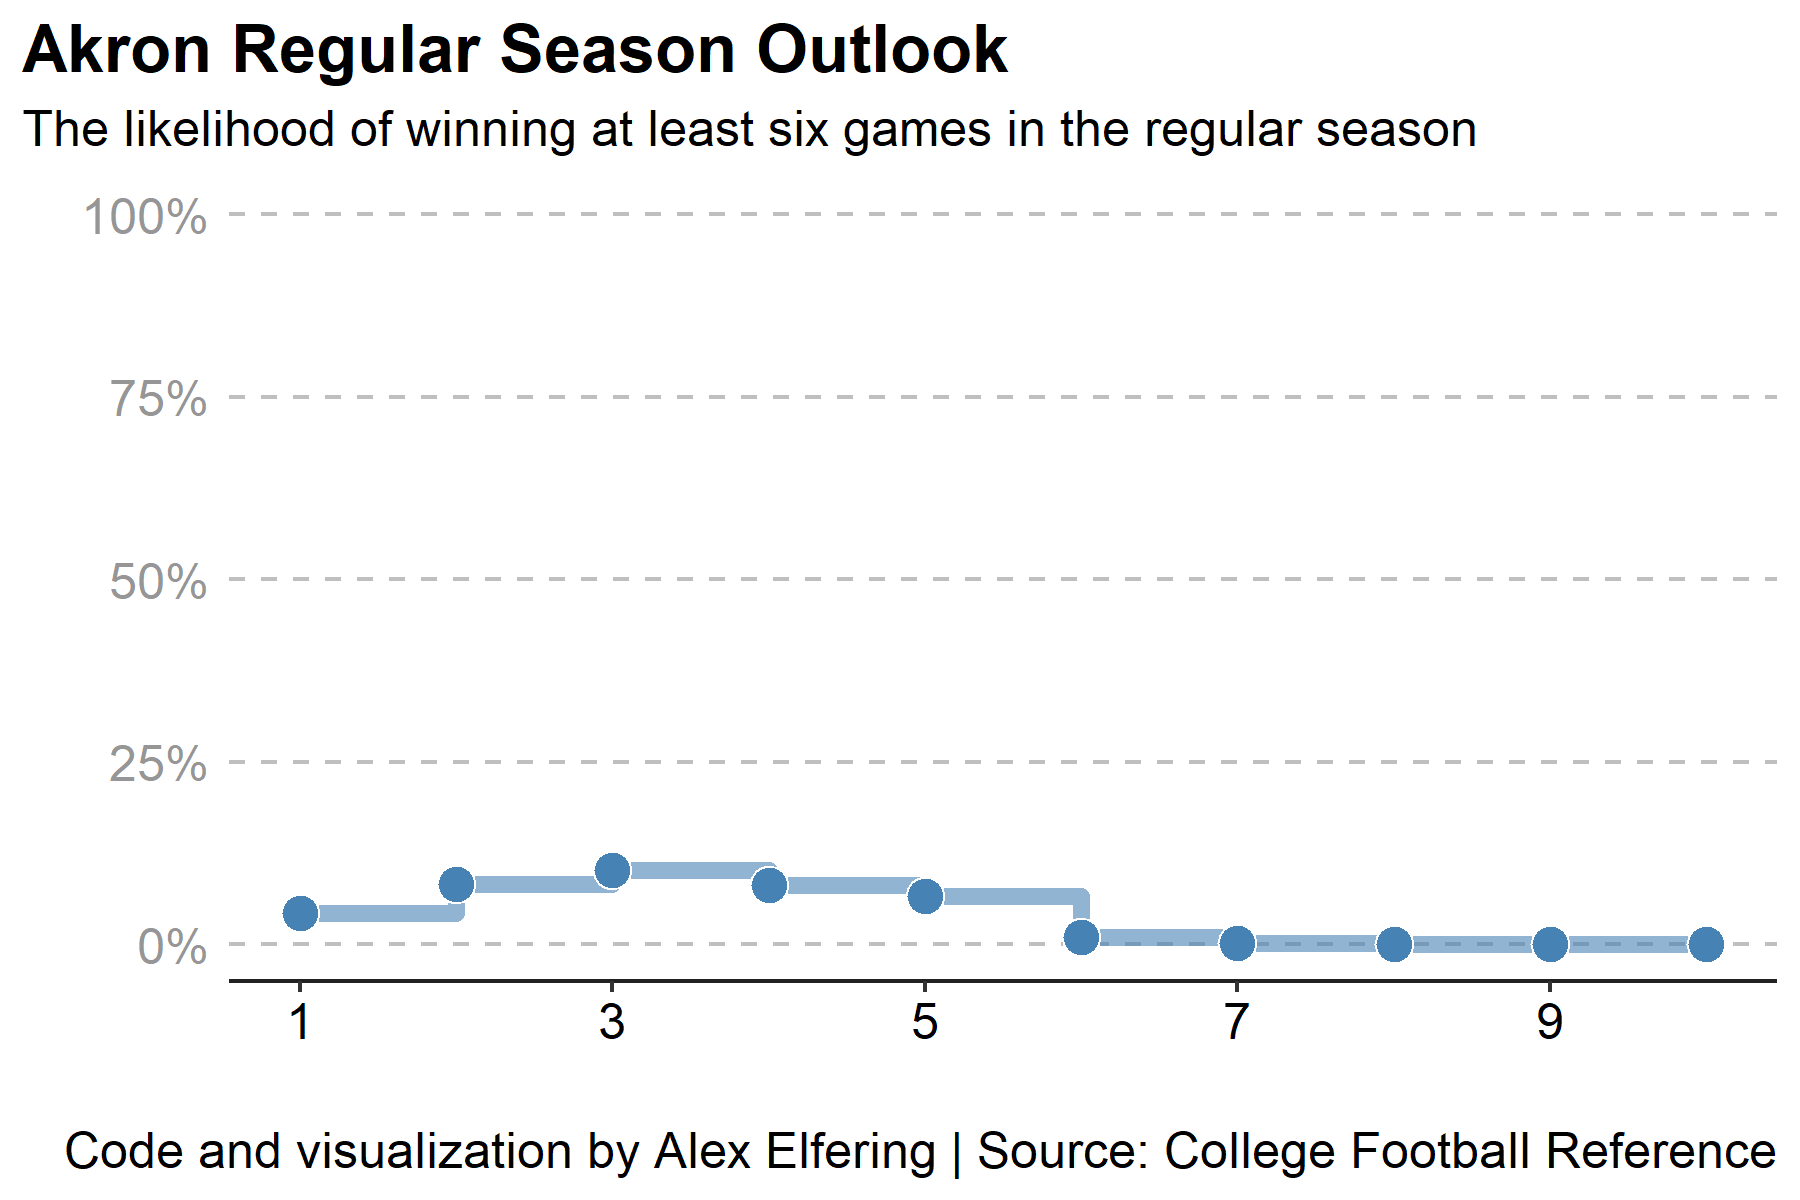 Akron Regular Season Outlook
The likelihood of winning at least six games in the regular season
100%
75%
50%
25%
0%
1 3 5 7 9
Code and visualization by Alex Elfering | Source: College Football Reference